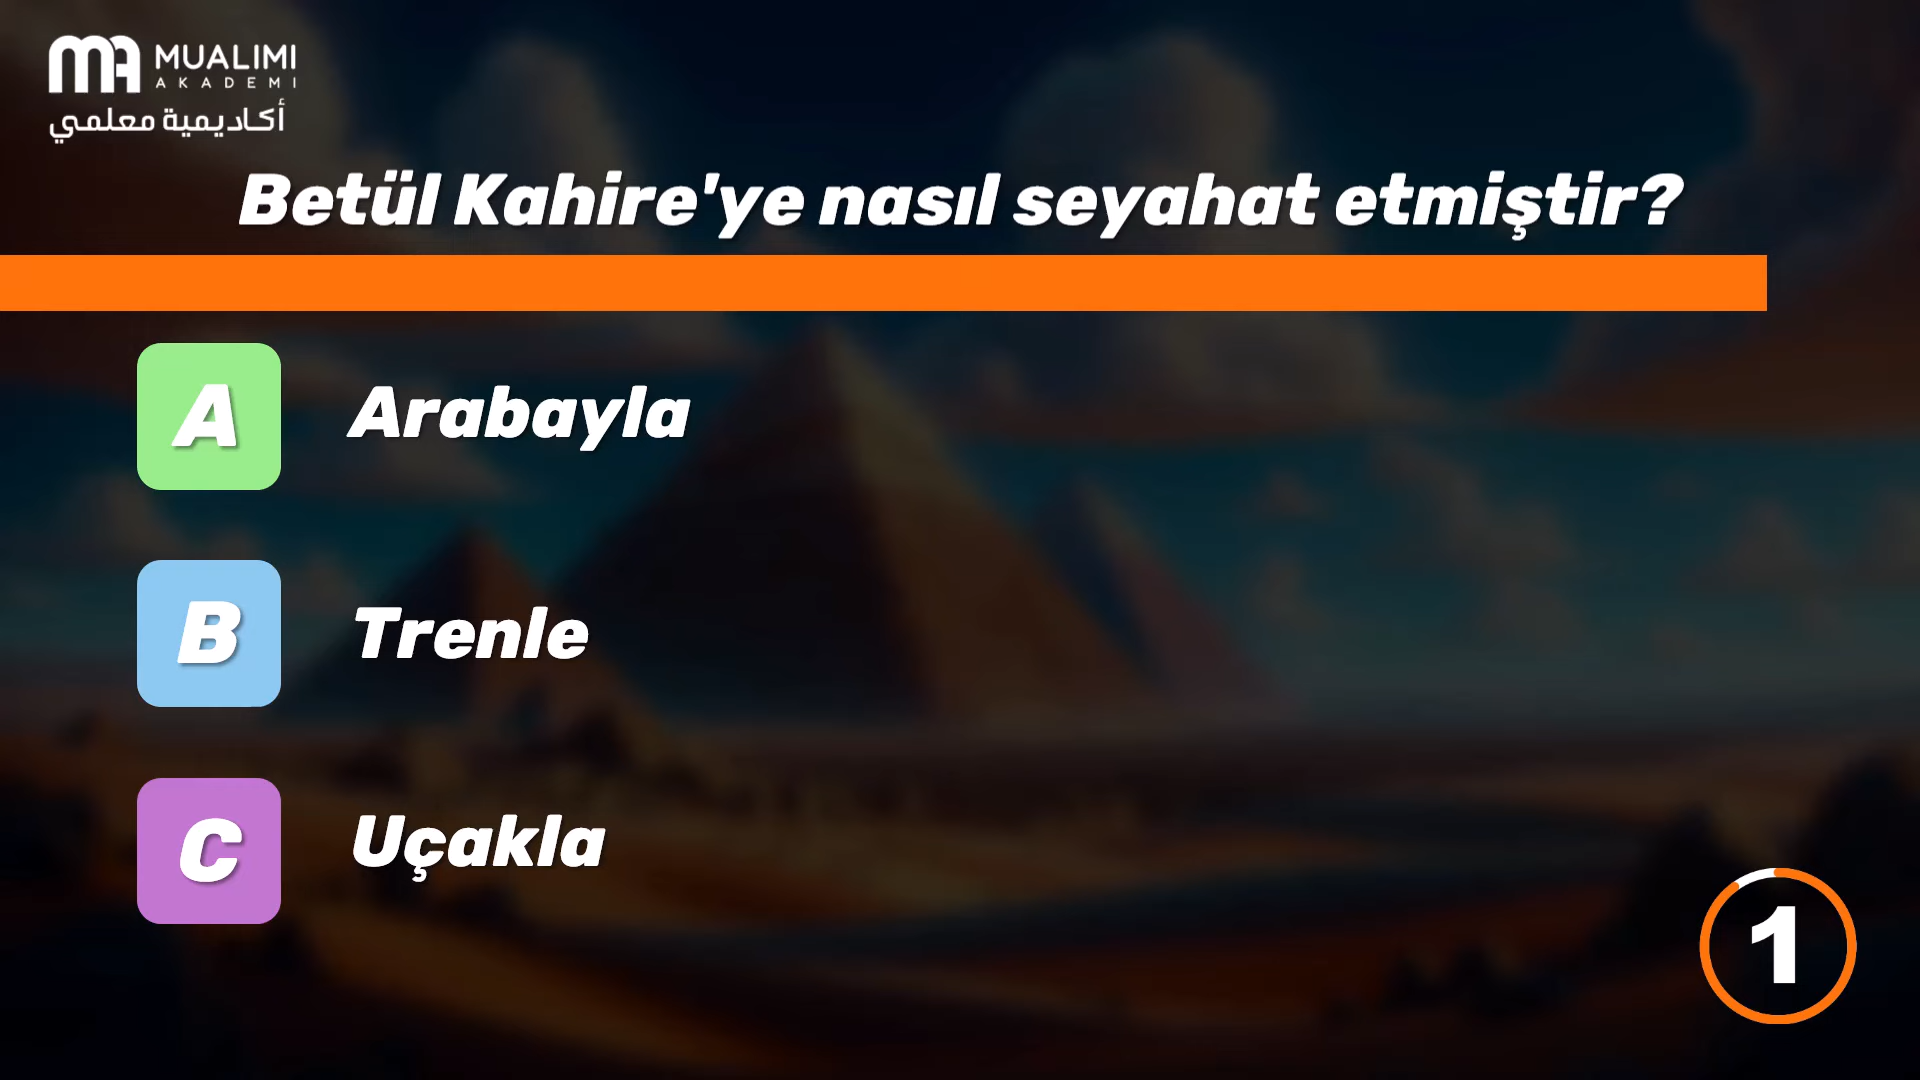 MUALIMI
AKADEMI
أكاديمية معلمي
Betül Kahire'ye nasıl seyahat etmiştir?
A Arabayla
B Trenle
C Uçakla
1